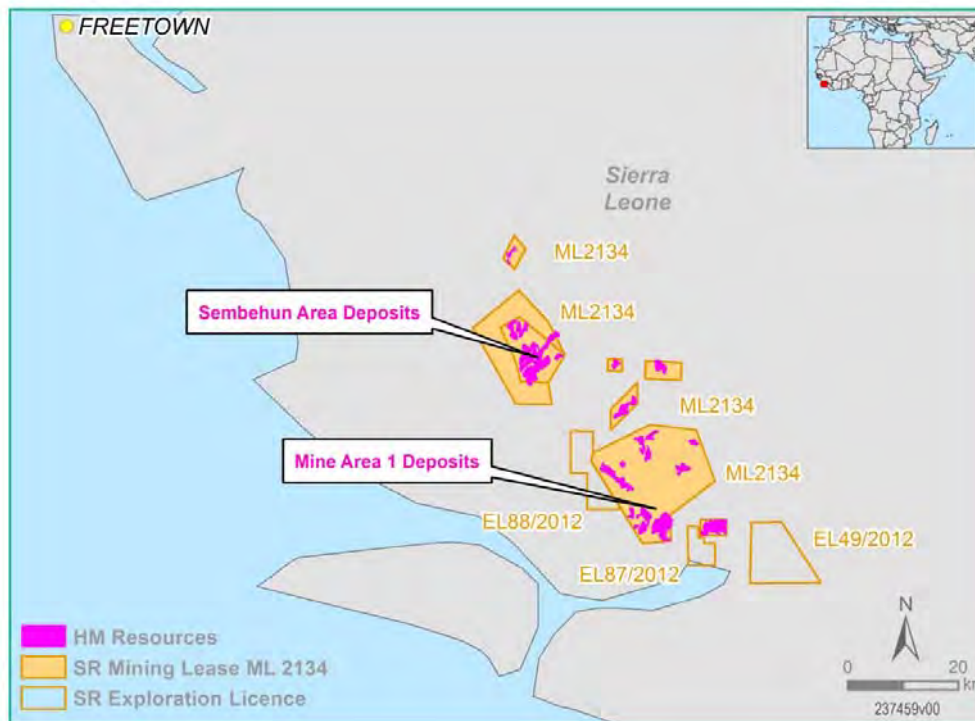 FREETOWN
Sierra
Leone
ML2134
ML2134
Sembehun Area Deposits
ML2134
Mine Area 1 Deposits
ML2134
EL88/2012
EL49/2012
EL87/2012
HM Resources
SR Mining Lease ML 2134
SR Exploration Licence
N
0 20
km
237459v00